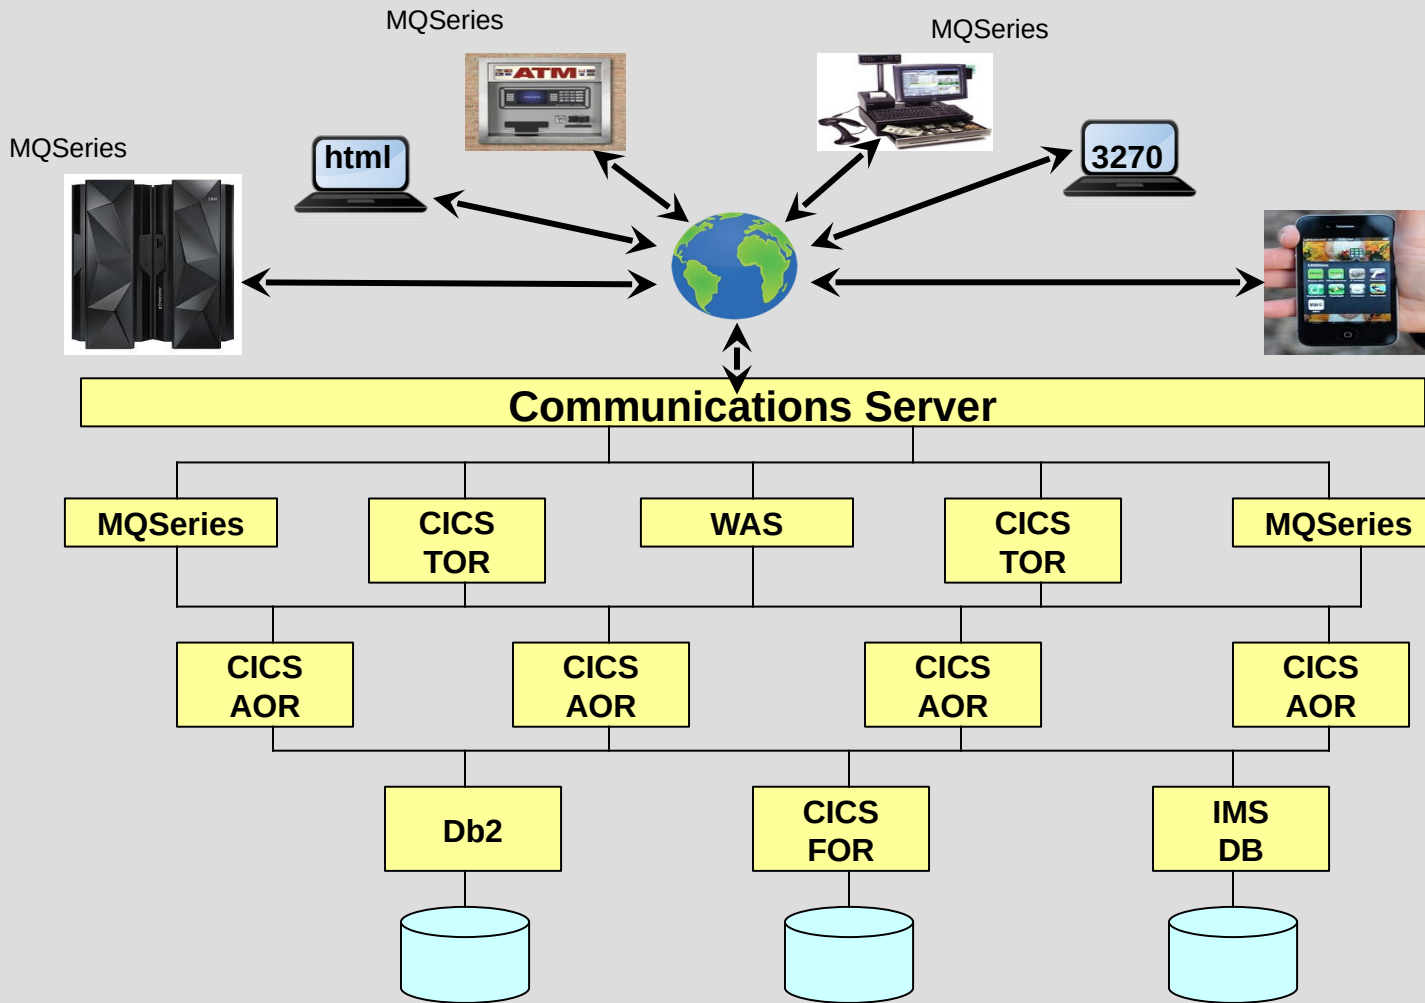 MQSeries
MQSeries
MQSeries
ATM
html
3270
IBM
Communications Server
MQSeries
CICS
TOR
WAS
CICS
TOR
MQSeries
CICS
AOR
CICS
AOR
CICS
AOR
CICS
AOR
Db2
CICS
FOR
IMS
DB